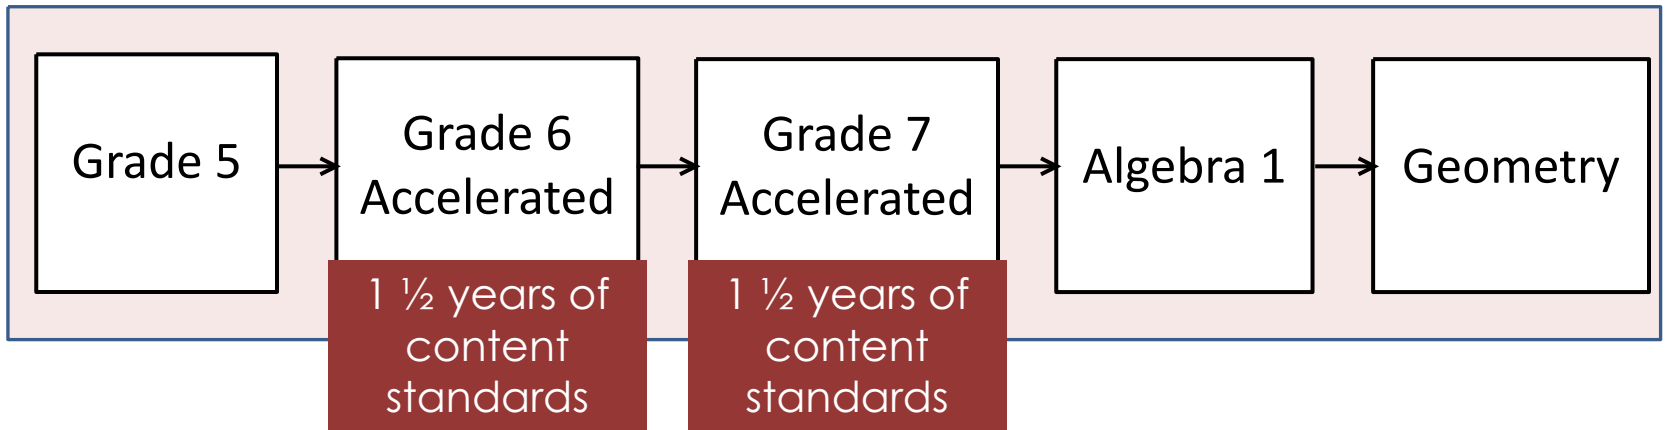 Grade 5
Grade 6
Accelerated
Grade 7
Accelerated
Algebra 1
Geometry
1 ½ years of
content
standards
1 ½ years of
content
standards